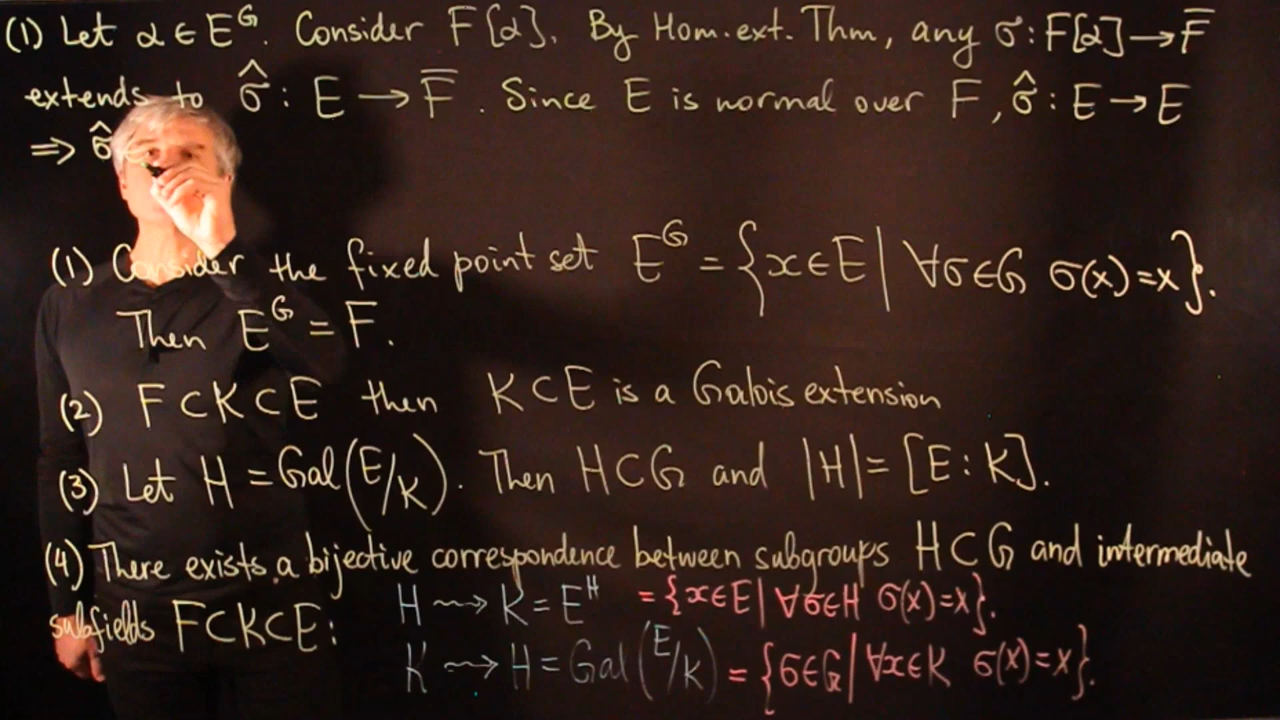 (1) Let α ∈ E^G. Consider F[α]. By Hom. ext. Thm, any σ: F[α] → F̅
extends to σ̂ : E → F̅. Since E is normal over F, σ̂ : E → E
⇒ σ̂
(1) Consider the fixed point set E^G = {x∈E | ∀σ∈G σ(x)=x}.
Then E^G = F.
(2) F⊂K⊂E then K⊂E is a Galois extension
(3) Let H = Gal(E/K). Then H⊂G and |H| = [E:K].
(4) There exists a bijective correspondence between subgroups H⊂G and intermediate
subfields F⊂K⊂E: H ⇝ K = E^H = {x∈E | ∀σ∈H σ(x)=x}.
K ⇝ H = Gal(E/K) = {σ∈G | ∀x∈K σ(x)=x}.